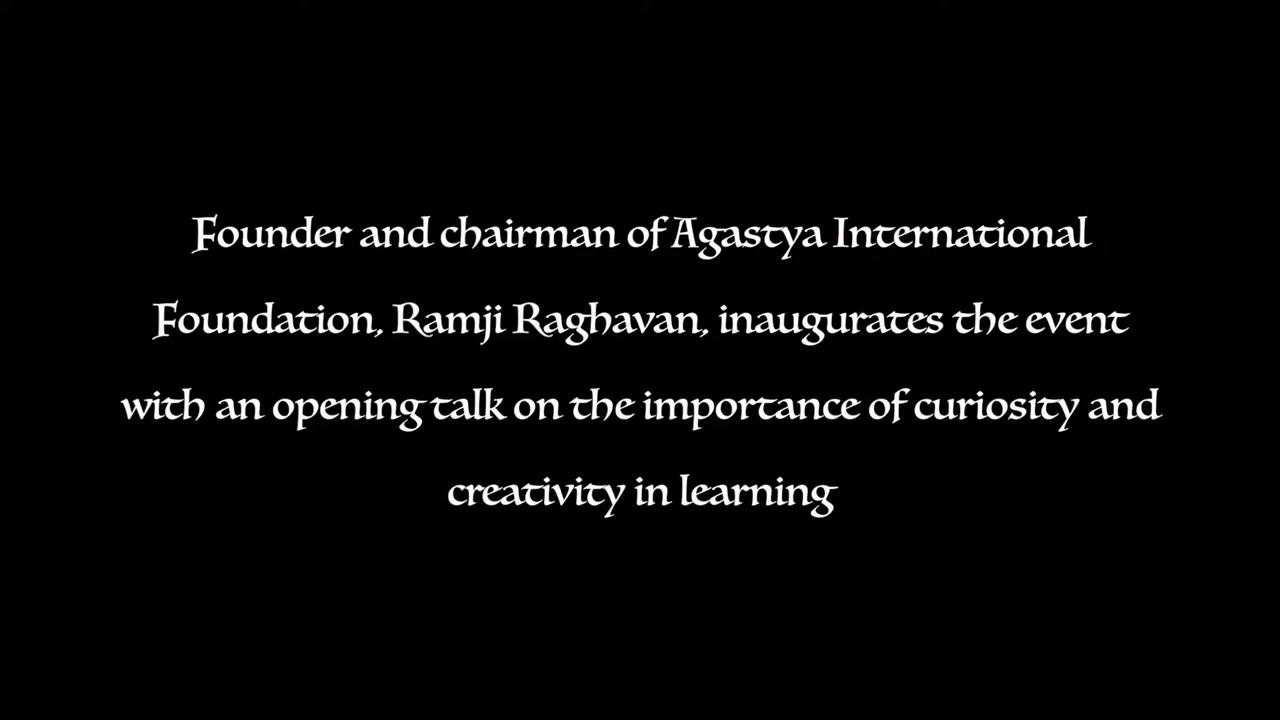 Founder and chairman of Agastya International
Foundation, Ramji Raghavan, inaugurates the event
with an opening talk on the importance of curiosity and
creativity in learning